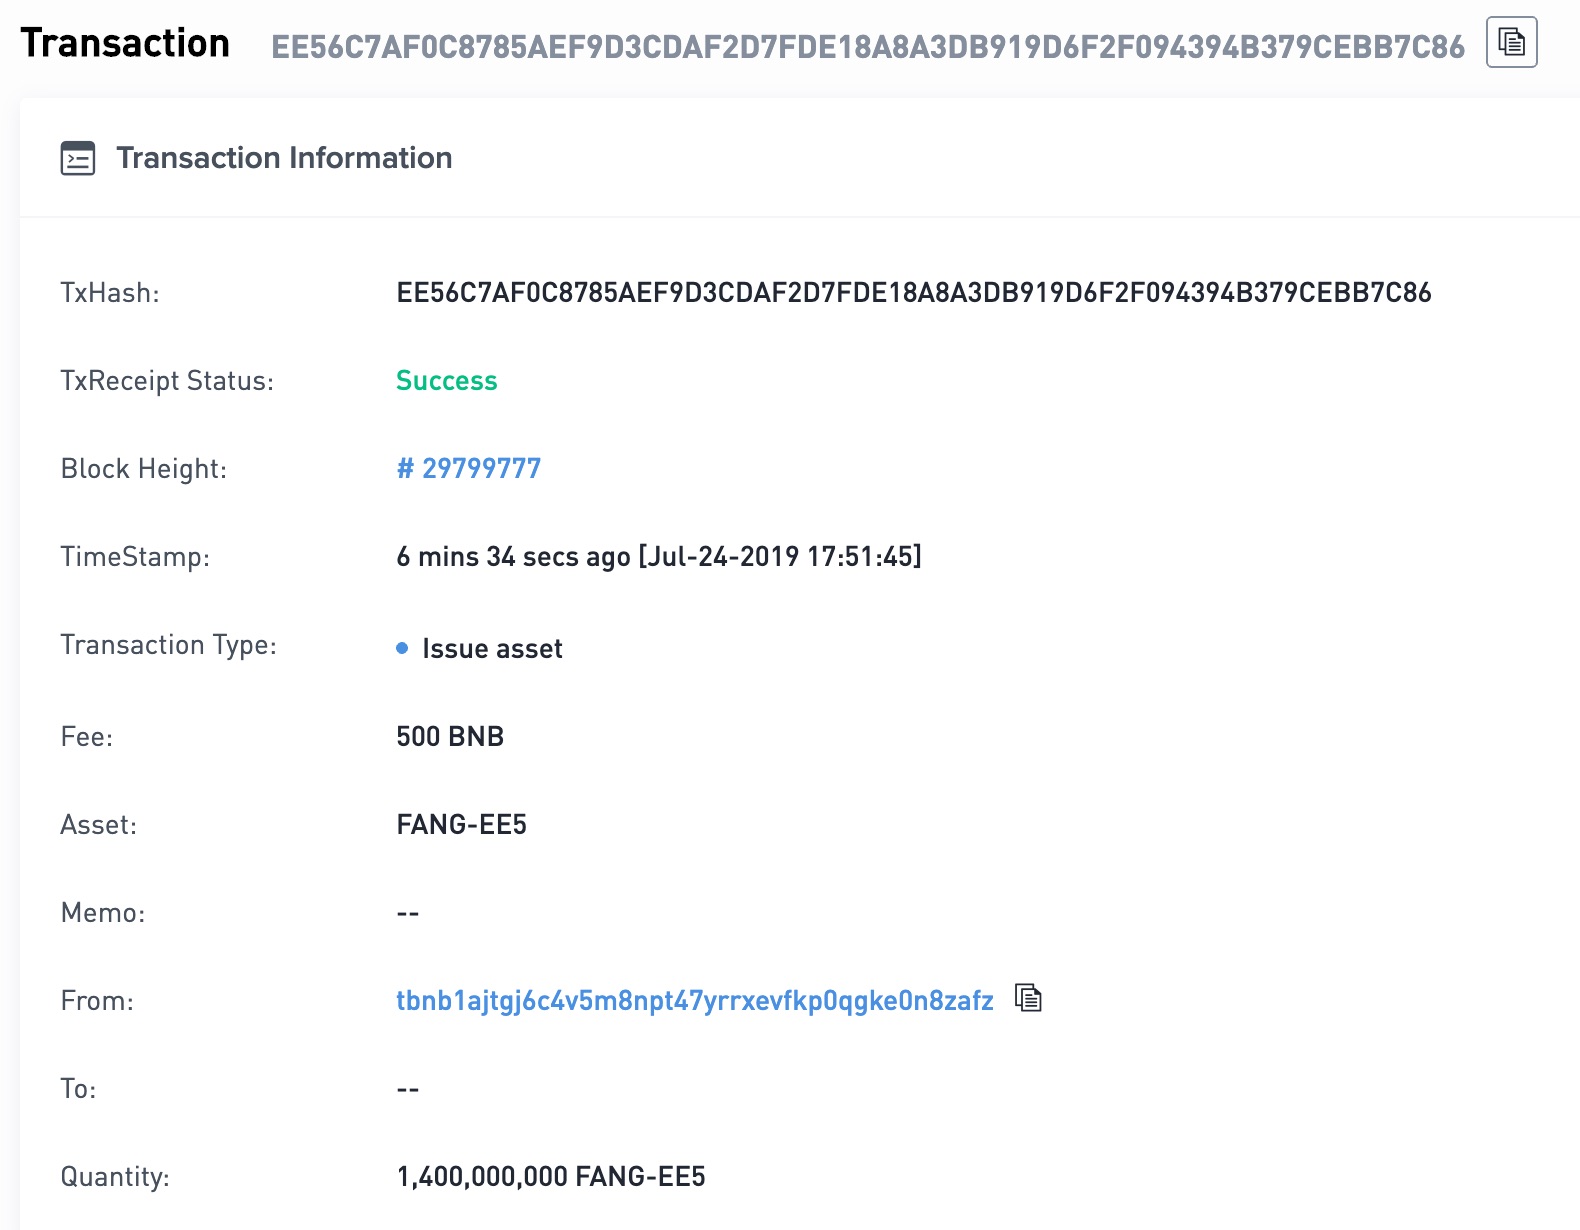 Transaction EE56C7AF0C8785AEF9D3CDAF2D7FDE18A8A3DB919D6F2F094394B379CEBB7C86
Transaction Information
TxHash: EE56C7AF0C8785AEF9D3CDAF2D7FDE18A8A3DB919D6F2F094394B379CEBB7C86
TxReceipt Status: Success
Block Height: # 29799777
TimeStamp: 6 mins 34 secs ago [Jul-24-2019 17:51:45]
Transaction Type: Issue asset
Fee: 500 BNB
Asset: FANG-EE5
Memo: --
From: tbnb1ajtgj6c4v5m8npt47yrrxevfkp0qgke0n8zafz
To: --
Quantity: 1,400,000,000 FANG-EE5